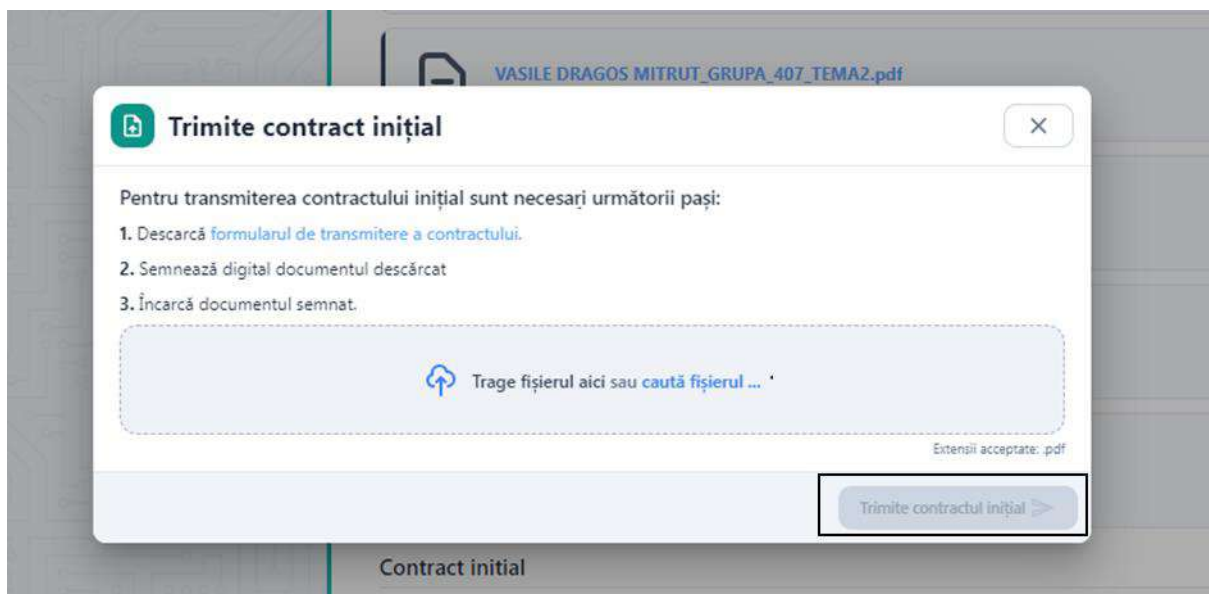 VASILE DRAGOS MITRUT_GRUPA_407_TEMA2.pdf
Trimite contract inițial
Pentru transmiterea contractului inițial sunt necesari următorii pași:
1. Descarcă formularul de transmitere a contractului.
2. Semnează digital documentul descărcat
3. Încarcă documentul semnat.
Trage fișierul aici sau caută fișierul ...
Extensii acceptate: .pdf
Trimite contractul inițial
Contract initial